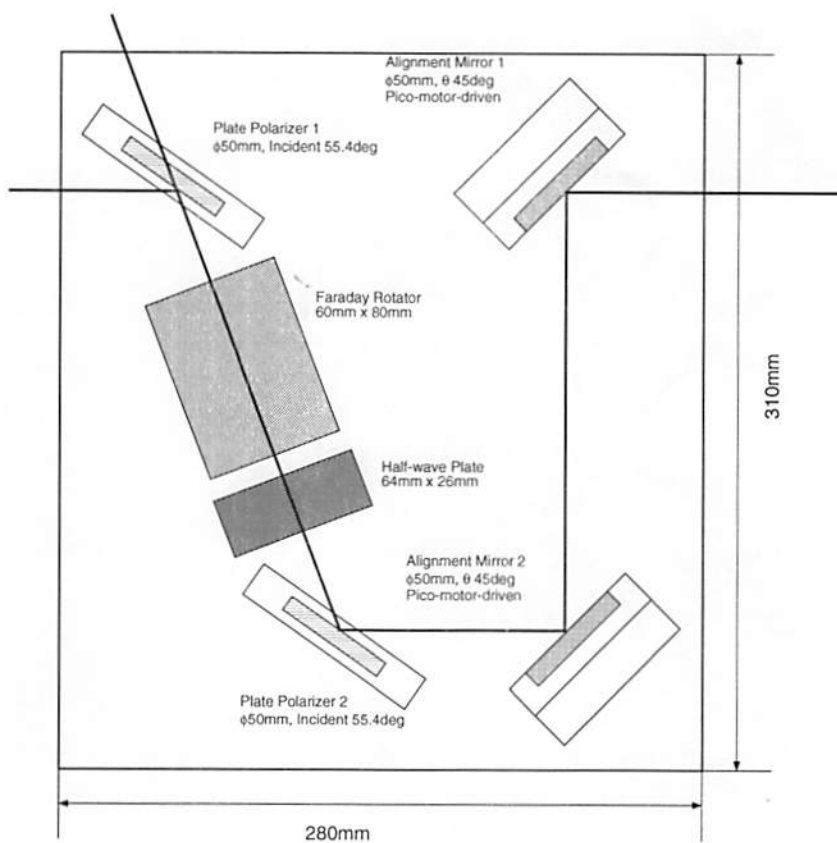 Alignment Mirror 1
ϕ50mm, θ 45deg
Pico-motor-driven
Plate Polarizer 1
ϕ50mm, Incident 55.4deg
Faraday Rotator
60mm x 80mm
310mm
Half-wave Plate
64mm x 26mm
Alignment Mirror 2
ϕ50mm, θ 45deg
Pico-motor-driven
Plate Polarizer 2
ϕ50mm, Incident 55.4deg
280mm